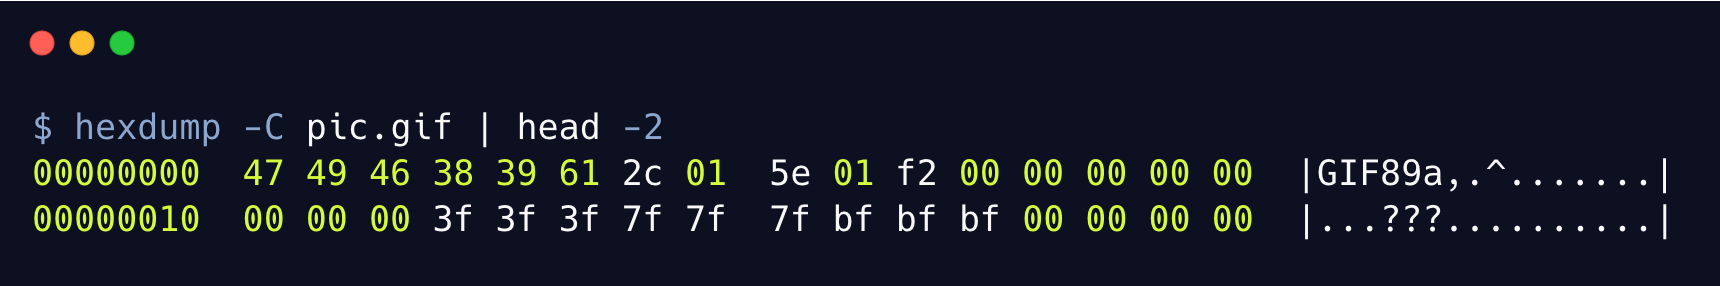 $ hexdump -C pic.gif | head -2
00000000  47 49 46 38 39 61 2c 01  5e 01 f2 00 00 00 00 00  |GIF89a,.^.......|
00000010  00 00 00 3f 3f 3f 7f 7f  7f bf bf bf 00 00 00 00  |...???..........|